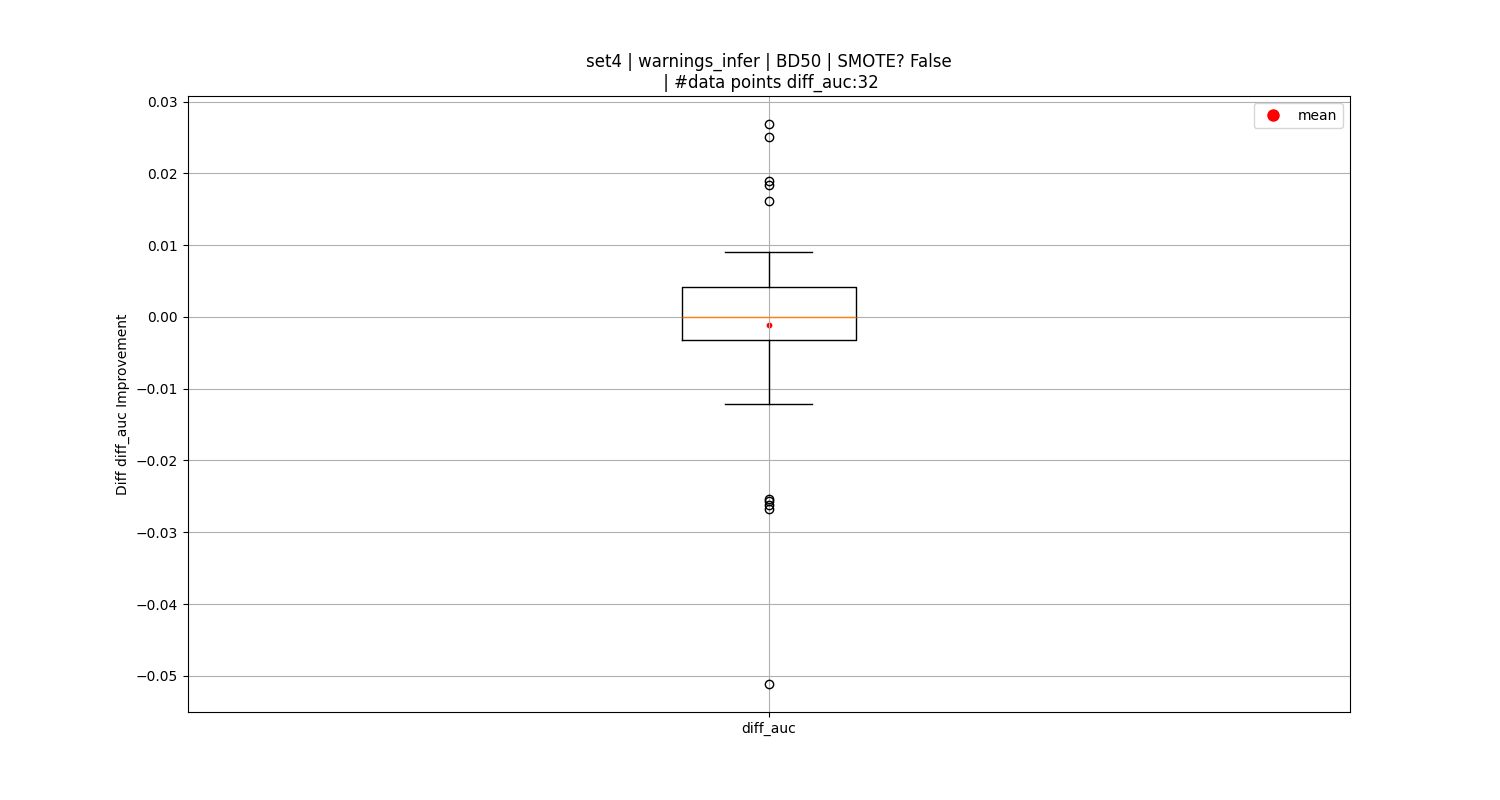 set4 | warnings_infer | BD50 | SMOTE? False
| #data points diff_auc:32
mean
0.03
0.02
0.01
0.00
−0.01
−0.02
−0.03
−0.04
−0.05
Diff diff_auc Improvement
diff_auc